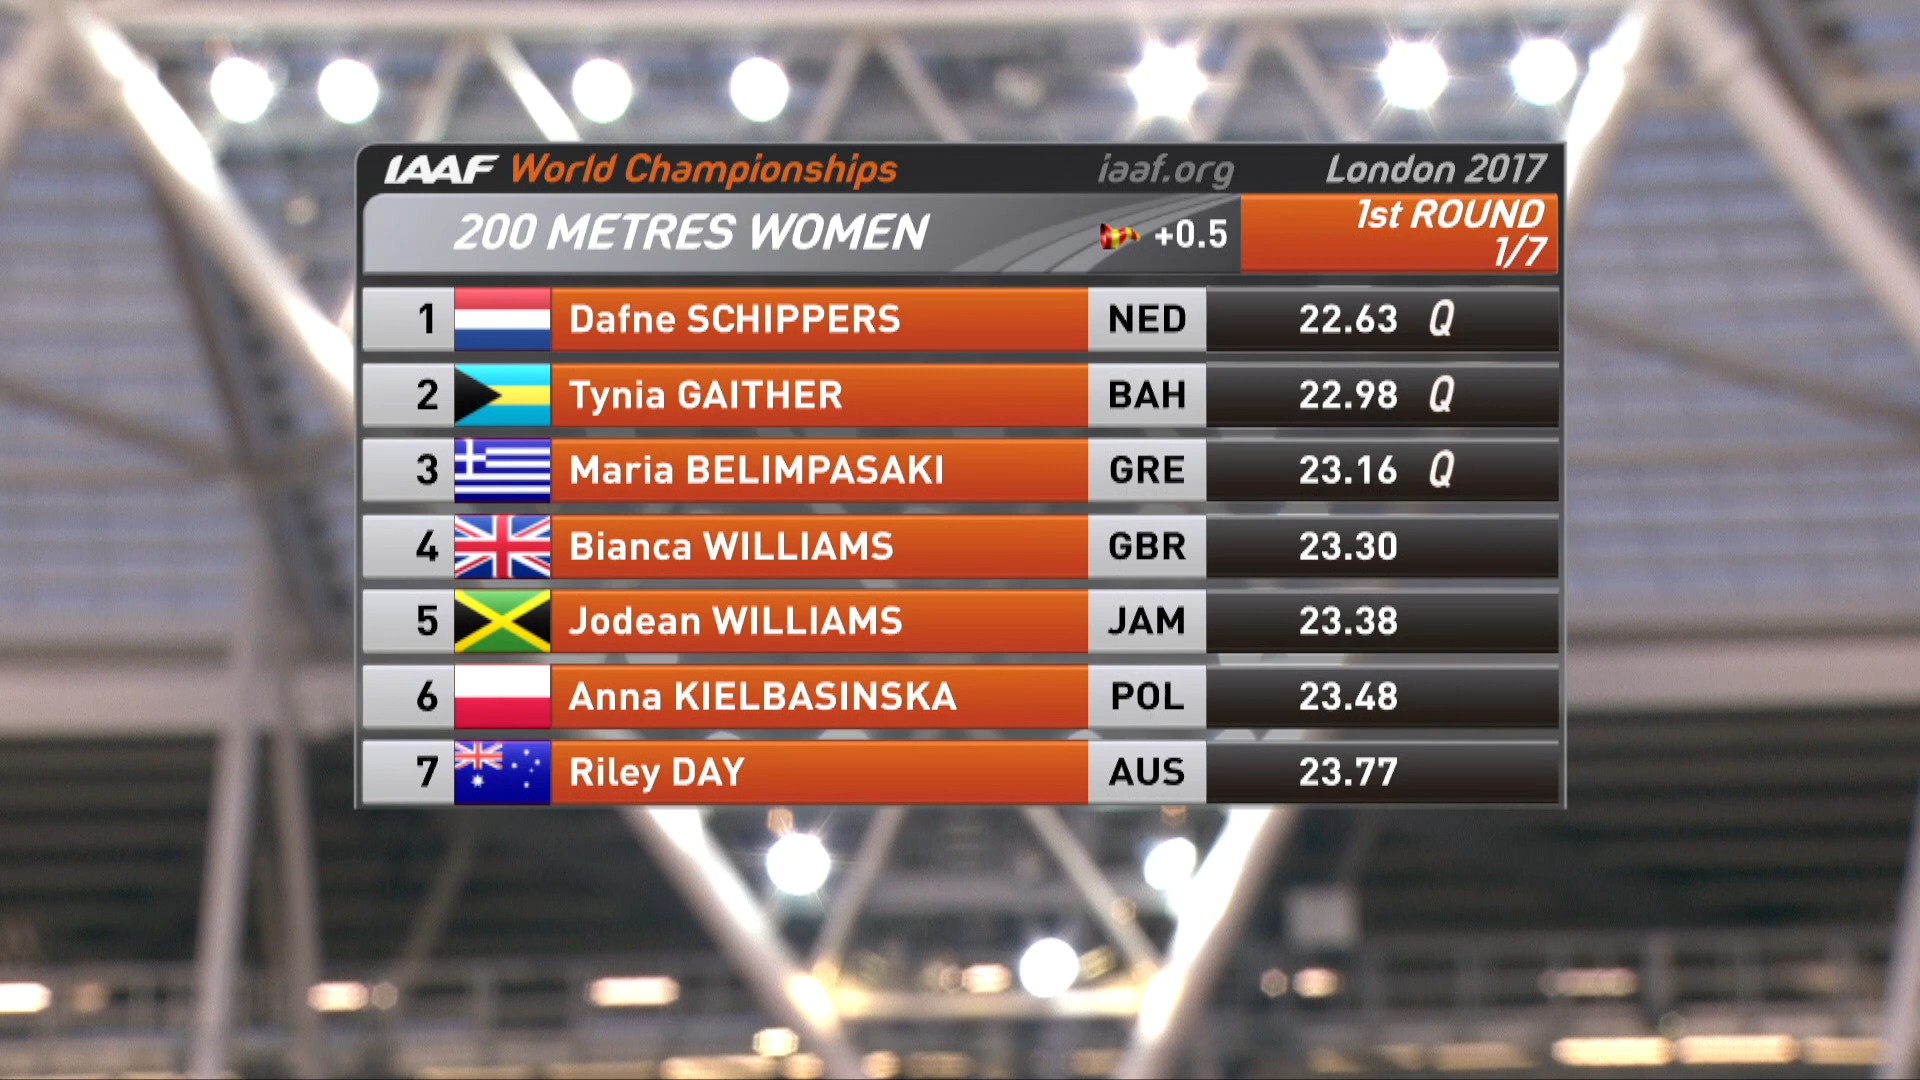 IAAF World Championships iaaf.org London 2017
200 METRES WOMEN +0.5 1st ROUND
1/7
1 Dafne SCHIPPERS NED 22.63 Q
2 Tynia GAITHER BAH 22.98 Q
3 Maria BELIMPASAKI GRE 23.16 Q
4 Bianca WILLIAMS GBR 23.30
5 Jodean WILLIAMS JAM 23.38
6 Anna KIELBASINSKA POL 23.48
7 Riley DAY AUS 23.77